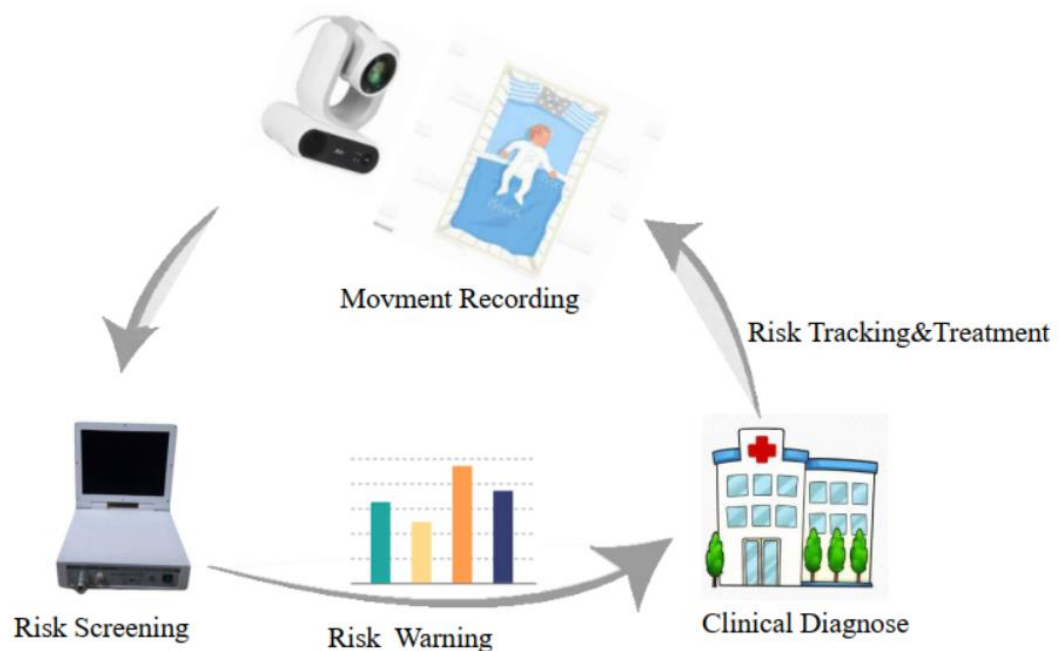 Movment Recording
Risk Tracking&Treatment
Risk Screening
Risk Warning
Clinical Diagnose